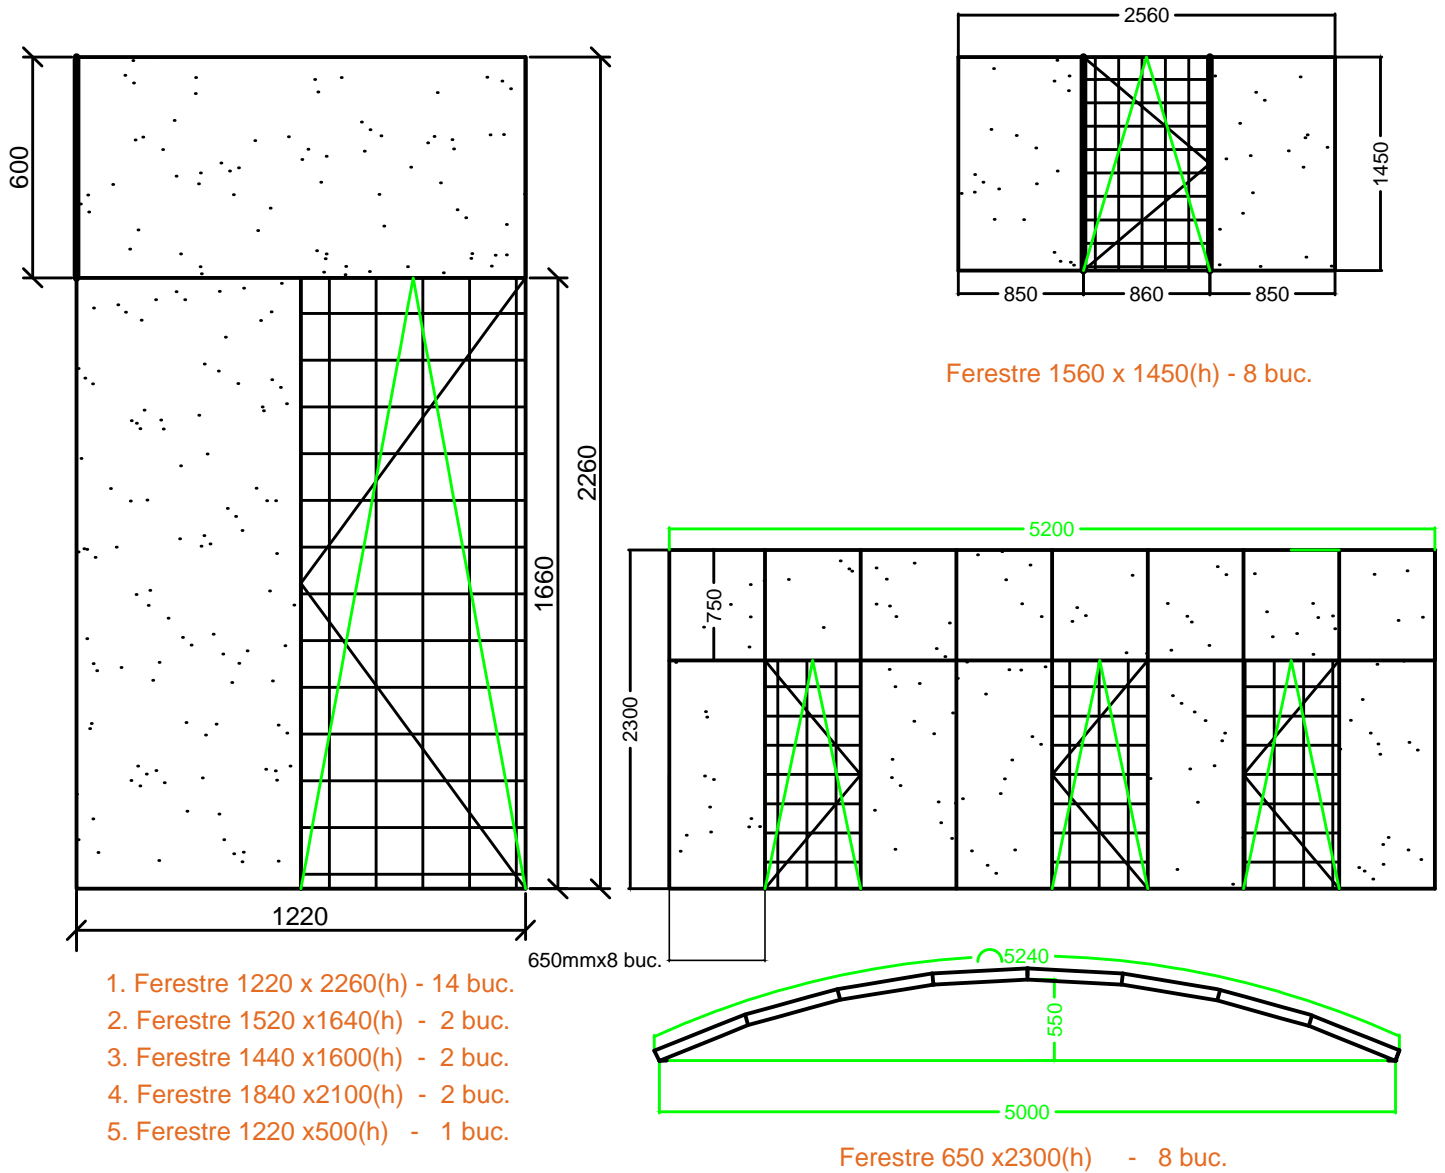 600
2260
1660
1220
1. Ferestre 1220 x 2260(h) - 14 buc.
2. Ferestre 1520 x1640(h) - 2 buc.
3. Ferestre 1440 x1600(h) - 2 buc.
4. Ferestre 1840 x2100(h) - 2 buc.
5. Ferestre 1220 x500(h) - 1 buc.
2560
1450
850 860 850
Ferestre 1560 x 1450(h) - 8 buc.
5200
750
2300
650mmx8 buc.
5240
550
5000
Ferestre 650 x2300(h) - 8 buc.